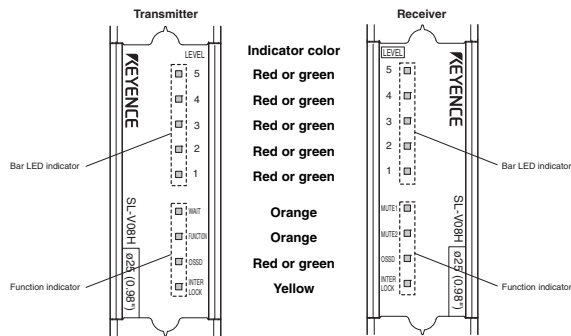 Transmitter
Receiver
LEVEL
KEYENCE
5
4
3
2
1
Bar LED indicator
WAIT
FUNCTION
OSSD
INTER
LOCK
SL-V08H
ø25 (0.98")
Function indicator
Indicator color
Red or green
Red or green
Red or green
Red or green
Red or green
Orange
Orange
Red or green
Yellow
LEVEL
5
4
3
2
1
KEYENCE
Bar LED indicator
MUTE1
MUTE2
OSSD
INTER
LOCK
SL-V08H
ø25 (0.98")
Function indicator